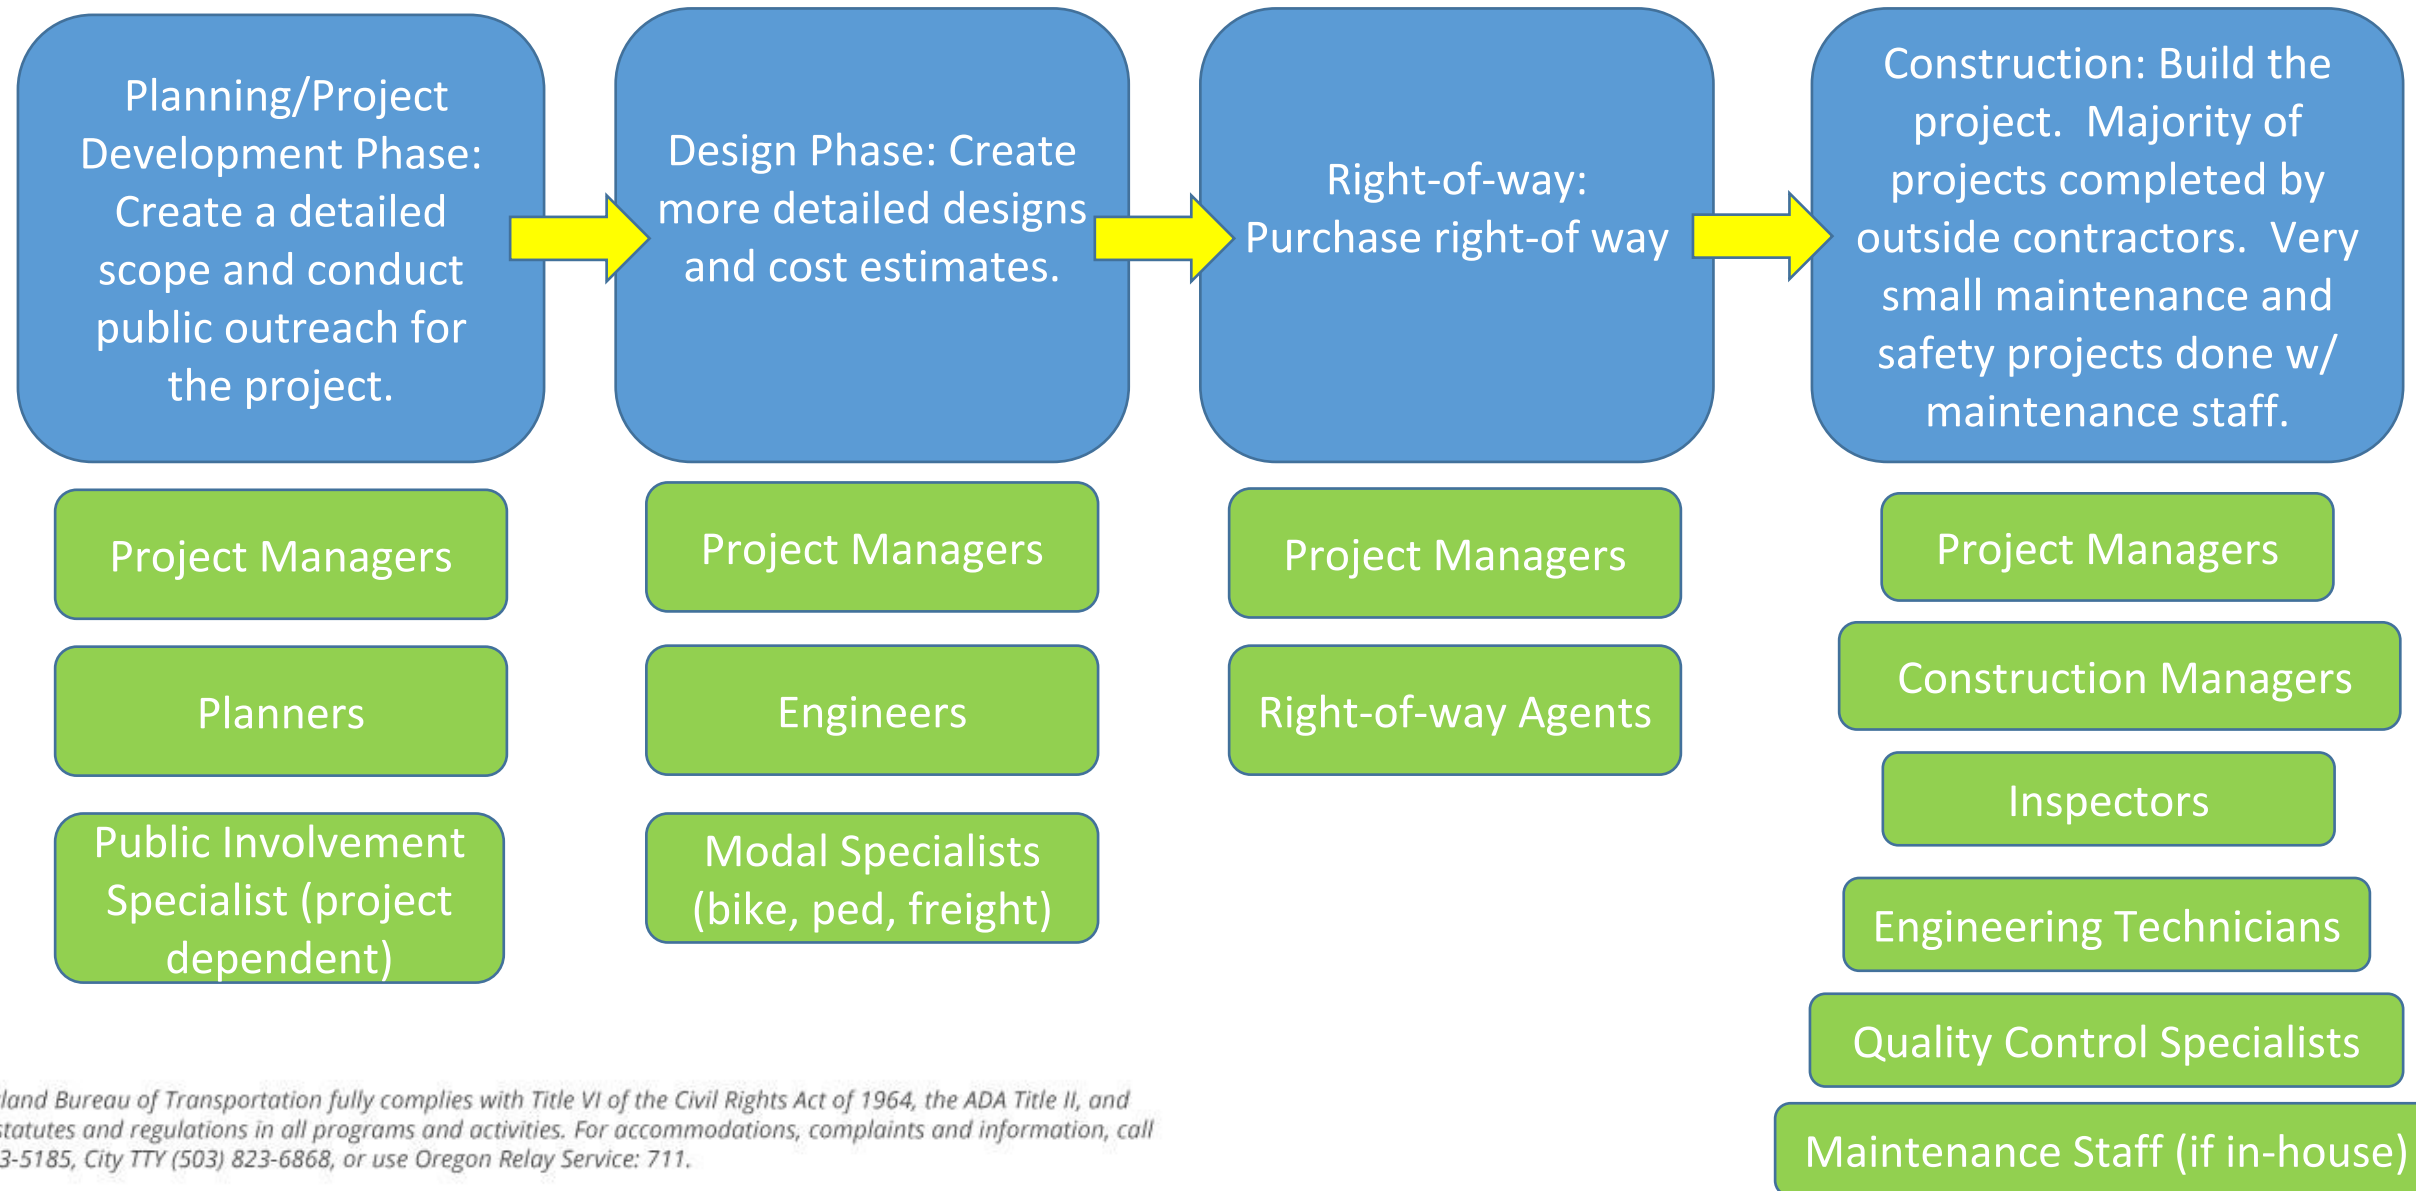 Planning/Project
Development Phase:
Create a detailed
scope and conduct
public outreach for
the project.
Design Phase: Create
more detailed designs
and cost estimates.
Right-of-way:
Purchase right-of way
Construction: Build the
project.  Majority of
projects completed by
outside contractors.  Very
small maintenance and
safety projects done w/
maintenance staff.
Project Managers
Planners
Public Involvement
Specialist (project
dependent)
Project Managers
Engineers
Modal Specialists
(bike, ped, freight)
Project Managers
Right-of-way Agents
Project Managers
Construction Managers
Inspectors
Engineering Technicians
Quality Control Specialists
Maintenance Staff (if in-house)
land Bureau of Transportation fully complies with Title VI of the Civil Rights Act of 1964, the ADA Title II, and
statutes and regulations in all programs and activities. For accommodations, complaints and information, call
3-5185, City TTY (503) 823-6868, or use Oregon Relay Service: 711.